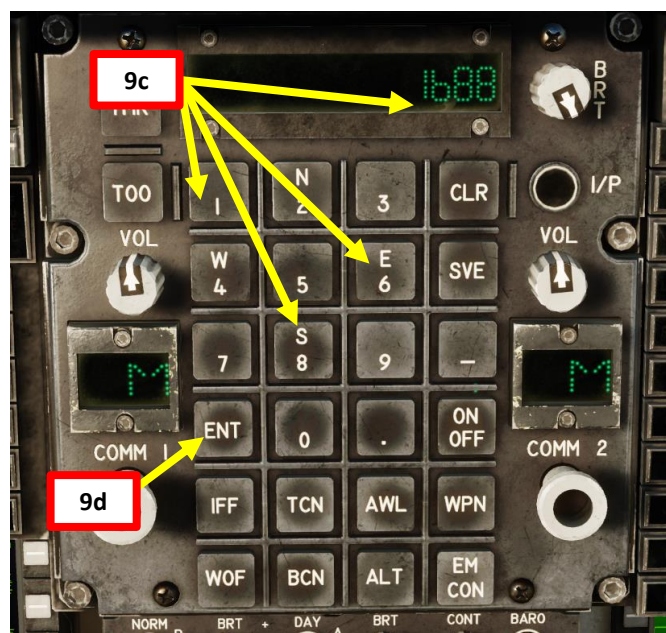 9c
1688
B
R
T
TOO
1
N
2
3
CLR
I/P
VOL
W
4
5
E
6
SVE
VOL
7
S
8
9
—
M
M
ENT
0
.
ON
OFF
COMM 1
COMM 2
9d
IFF
TCN
AWL
WPN
WOF
BCN
ALT
EM
CON
NORM
BRT
+
DAY
BRT
CONT
BARO